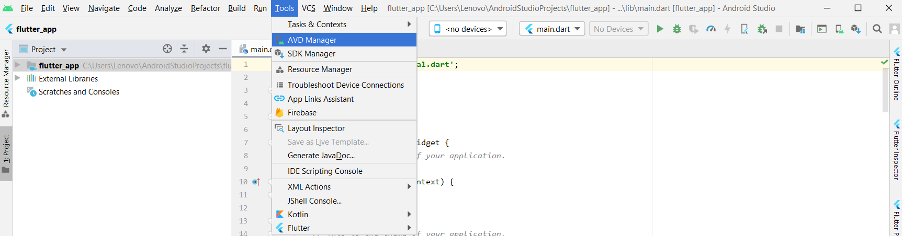 File Edit View Navigate Code Analyze Refactor Build Run Tools VCS Window Help flutter_app [C:\Users\Lenovo\AndroidStudioProjects\flutter_app] - ...\lib\main.dart [flutter_app] - Android Studio
flutter_app
<no devices>
main.dart
No Devices
Project
main.d
flutter_app C:\Users\Lenovo\AndroidStudioProjects\flu
External Libraries
Scratches and Consoles
Resource Manager
1: Project
Tasks & Contexts
AVD Manager
SDK Manager
Resource Manager
Troubleshoot Device Connections
App Links Assistant
Firebase
Layout Inspector
Save as Live Template...
Generate JavaDoc...
IDE Scripting Console
XML Actions
JShell Console...
Kotlin
Flutter
1 al.dart';
2
3
4
5
6
7 idget {
8 f your application.
9
10 ntext) {
11
12
13
14 of your application.
Flutter Outline
Flutter Inspector